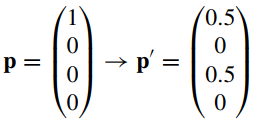 p = (1 0 0 0) → p′ = (0.5 0 0.5 0)